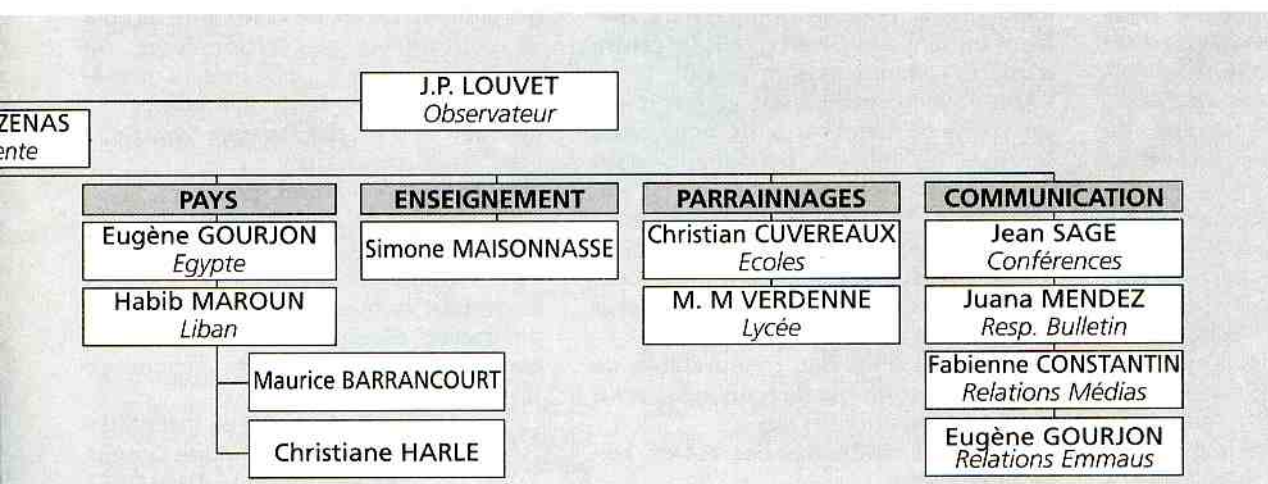 J.P. LOUVET
Observateur
ZENAS
ente
PAYS
Eugène GOURJON
Egypte
Habib MAROUN
Liban
Maurice BARRANCOURT
Christiane HARLE
ENSEIGNEMENT
Simone MAISONNASSE
PARRAINNAGES
Christian CUVEREAUX
Ecoles
M. M VERDENNE
Lycée
COMMUNICATION
Jean SAGE
Conférences
Juana MENDEZ
Resp. Bulletin
Fabienne CONSTANTIN
Relations Médias
Eugène GOURJON
Relations Emmaus